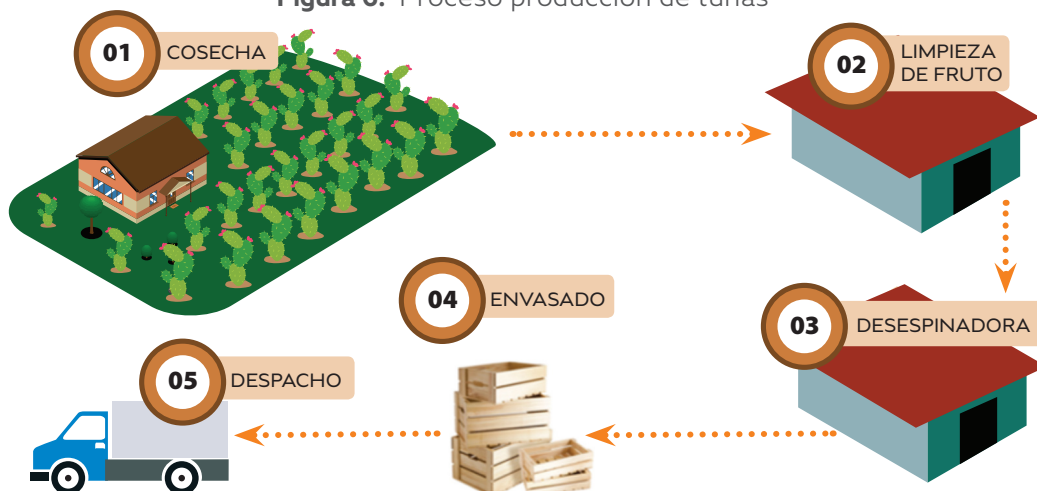 Figura 6. Proceso producción de tunas
01 COSECHA
02 LIMPIEZA
DE FRUTO
03 DESESPINADORA
04 ENVASADO
05 DESPACHO